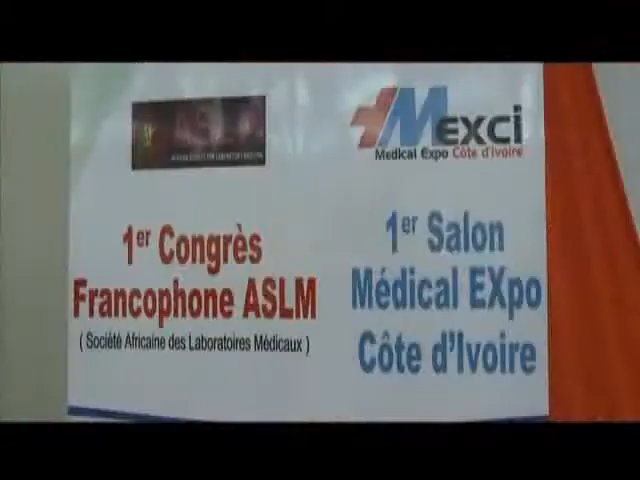 ASLM
Mexci
Medical Expo Côte d'Ivoire
1er Congrès
Francophone ASLM
( Société Africaine des Laboratoires Médicaux )
1er Salon
Médical EXpo
Côte d'Ivoire